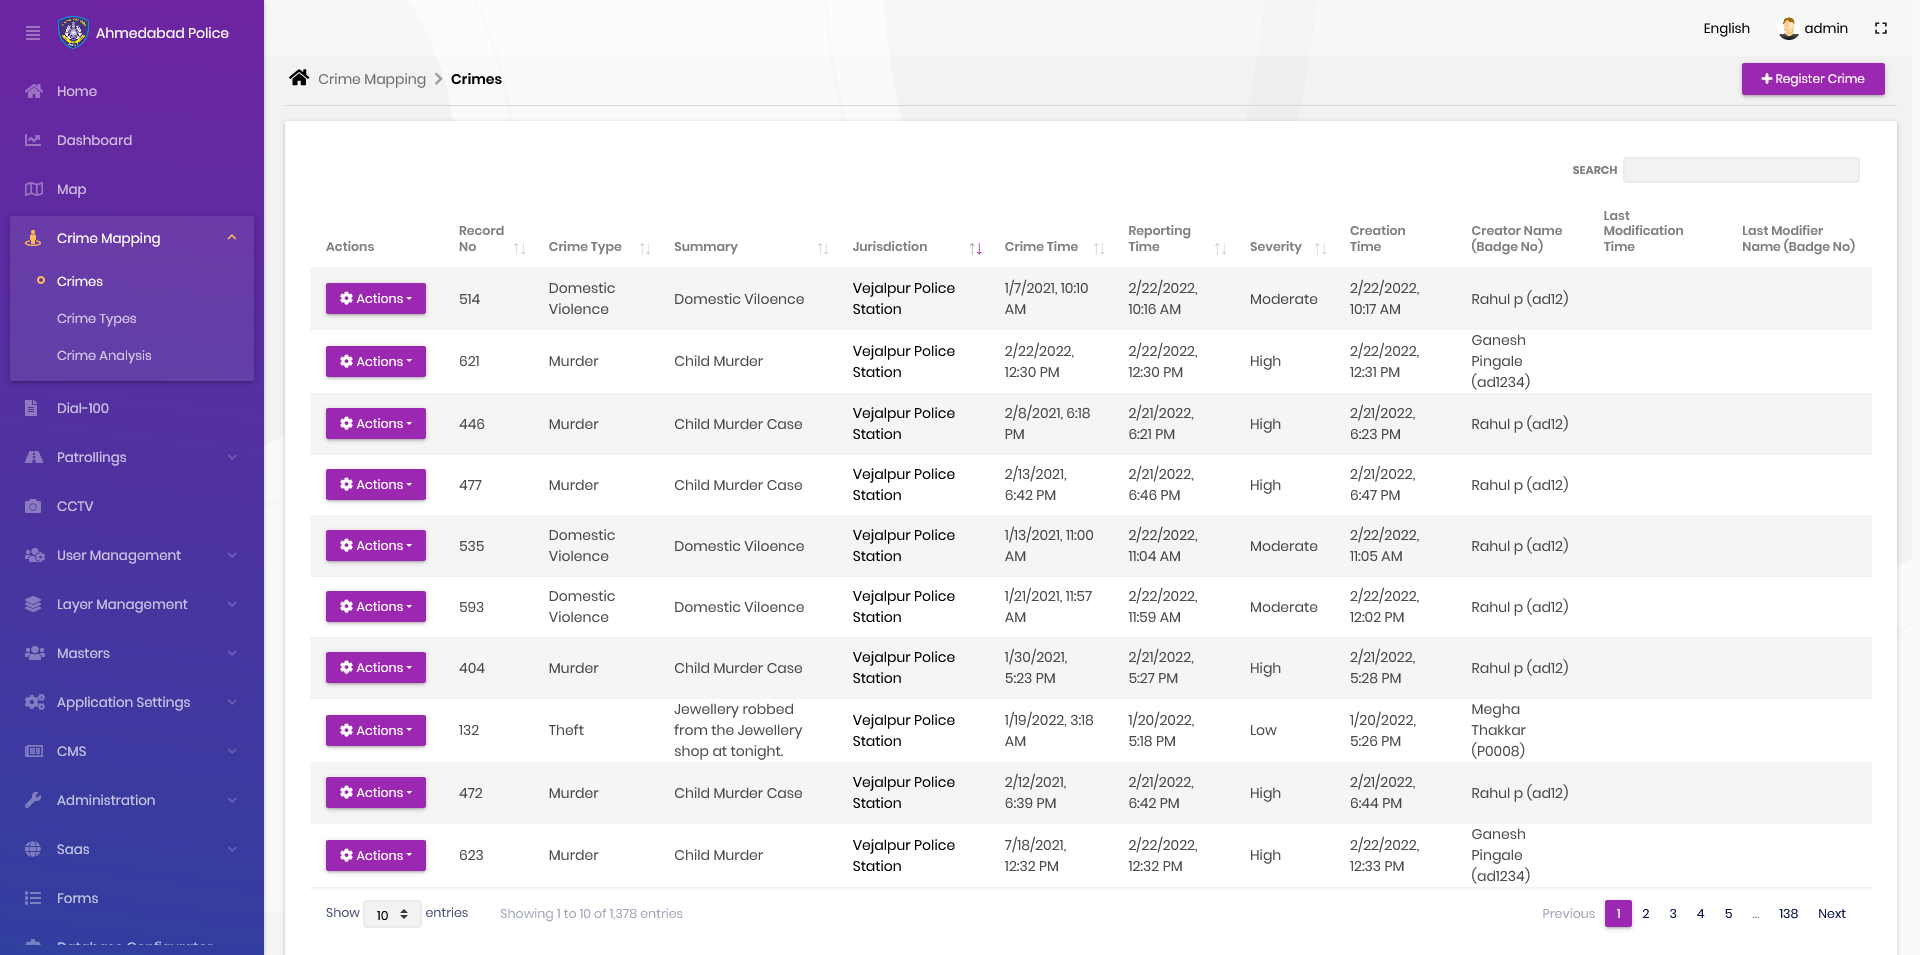 Ahmedabad Police
Home
Dashboard
Map
Crime Mapping
Crimes
Crime Types
Crime Analysis
Dial-100
Patrollings
CCTV
User Management
Layer Management
Masters
Application Settings
CMS
Administration
Saas
Forms
Database Configurator
English admin
Crime Mapping > Crimes
+ Register Crime
SEARCH
Actions Record No Crime Type Summary Jurisdiction Crime Time Reporting Time Severity Creation Time Creator Name (Badge No) Last Modification Time Last Modifier Name (Badge No)
Actions 514 Domestic Violence Domestic Viloence Vejalpur Police Station 1/7/2021, 10:10 AM 2/22/2022, 10:16 AM Moderate 2/22/2022, 10:17 AM Rahul p (ad12)
Actions 621 Murder Child Murder Vejalpur Police Station 2/22/2022, 12:30 PM 2/22/2022, 12:30 PM High 2/22/2022, 12:31 PM Ganesh Pingale (ad1234)
Actions 446 Murder Child Murder Case Vejalpur Police Station 2/8/2021, 6:18 PM 2/21/2022, 6:21 PM High 2/21/2022, 6:23 PM Rahul p (ad12)
Actions 477 Murder Child Murder Case Vejalpur Police Station 2/13/2021, 6:42 PM 2/21/2022, 6:46 PM High 2/21/2022, 6:47 PM Rahul p (ad12)
Actions 535 Domestic Violence Domestic Viloence Vejalpur Police Station 1/13/2021, 11:00 AM 2/22/2022, 11:04 AM Moderate 2/22/2022, 11:05 AM Rahul p (ad12)
Actions 593 Domestic Violence Domestic Viloence Vejalpur Police Station 1/21/2021, 11:57 AM 2/22/2022, 11:59 AM Moderate 2/22/2022, 12:02 PM Rahul p (ad12)
Actions 404 Murder Child Murder Case Vejalpur Police Station 1/30/2021, 5:23 PM 2/21/2022, 5:27 PM High 2/21/2022, 5:28 PM Rahul p (ad12)
Actions 132 Theft Jewellery robbed from the Jewellery shop at tonight. Vejalpur Police Station 1/19/2022, 3:18 AM 1/20/2022, 5:18 PM Low 1/20/2022, 5:26 PM Megha Thakkar (P0008)
Actions 472 Murder Child Murder Case Vejalpur Police Station 2/12/2021, 6:39 PM 2/21/2022, 6:42 PM High 2/21/2022, 6:44 PM Rahul p (ad12)
Actions 623 Murder Child Murder Vejalpur Police Station 7/18/2021, 12:32 PM 2/22/2022, 12:32 PM High 2/22/2022, 12:33 PM Ganesh Pingale (ad1234)
Show 10 entries Showing 1 to 10 of 1,378 entries Previous 1 2 3 4 5 ... 138 Next